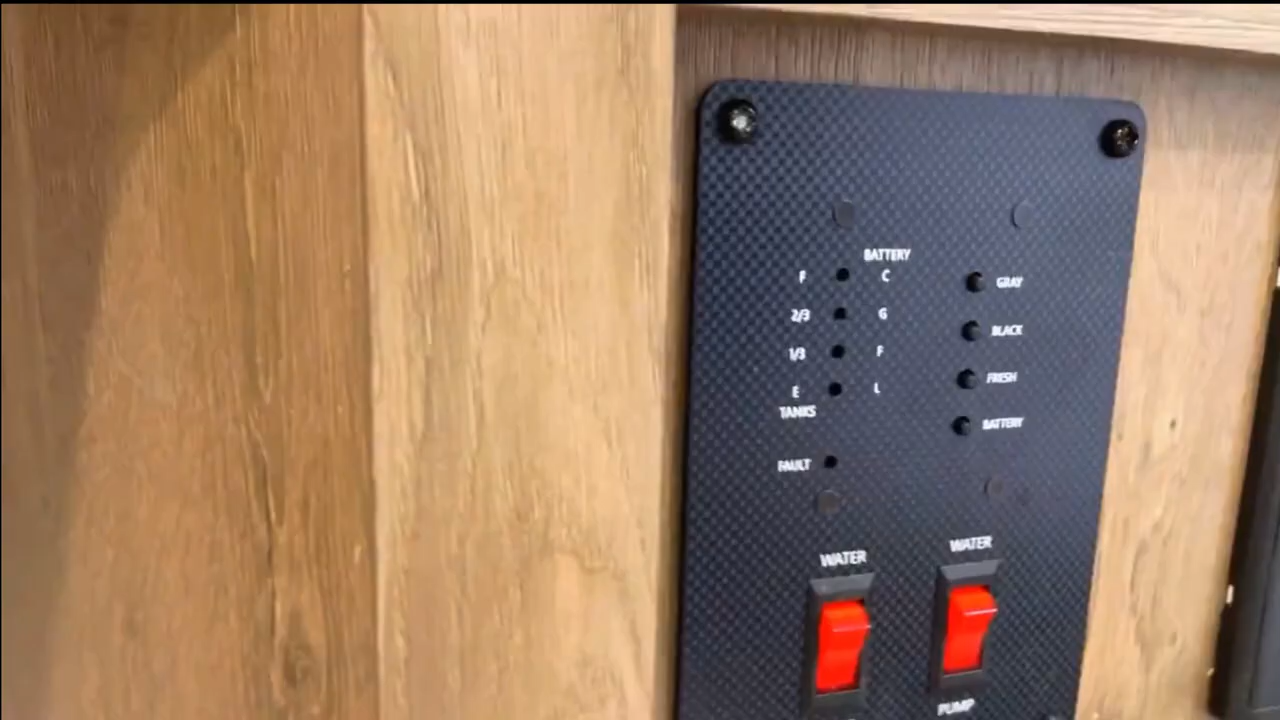 BATTERY
F C GRAY
2/3 G BLACK
1/3 F FRESH
E L BATTERY
TANKS
FAULT
WATER WATER
PUMP